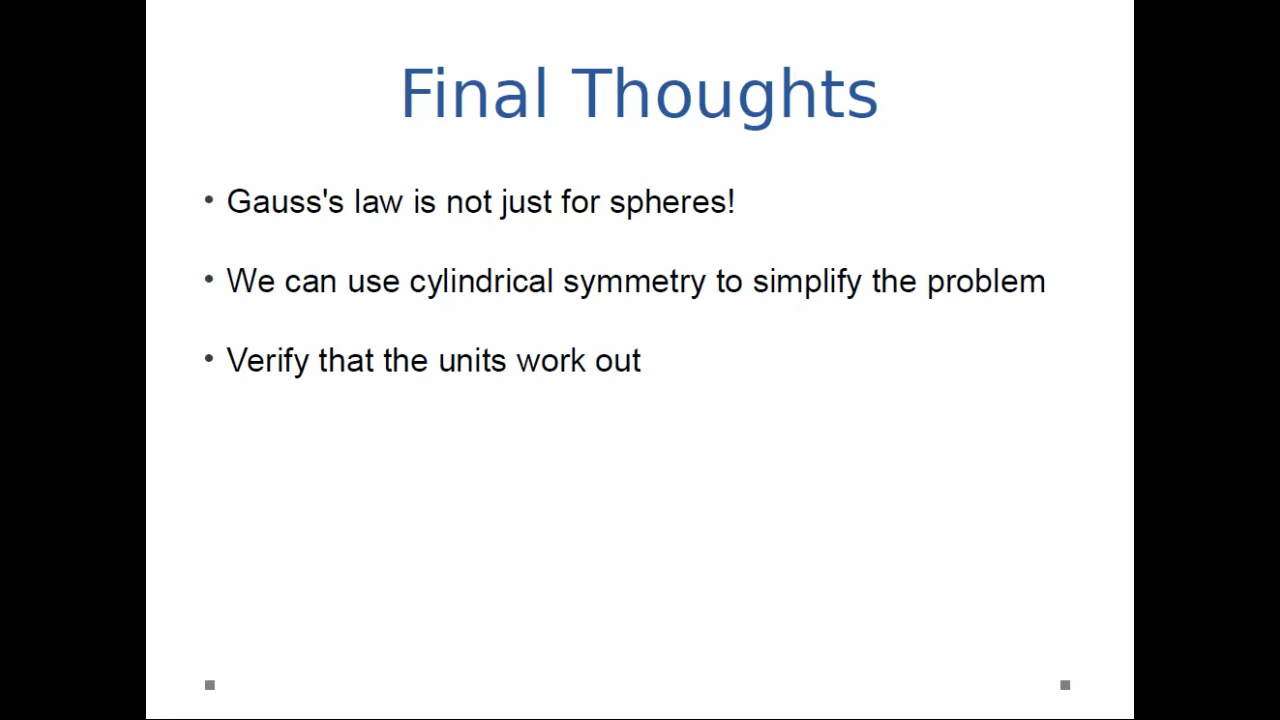 Final Thoughts
• Gauss's law is not just for spheres!
• We can use cylindrical symmetry to simplify the problem
• Verify that the units work out